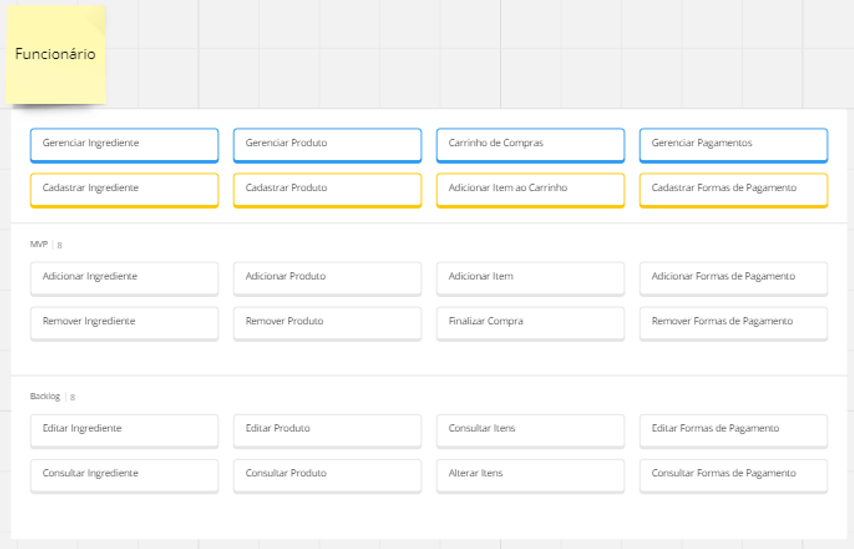 Funcionário
Gerenciar Ingrediente
Gerenciar Produto
Carrinho de Compras
Gerenciar Pagamentos
Cadastrar Ingrediente
Cadastrar Produto
Adicionar Item ao Carrinho
Cadastrar Formas de Pagamento
MVP | 8
Adicionar Ingrediente
Adicionar Produto
Adicionar Item
Adicionar Formas de Pagamento
Remover Ingrediente
Remover Produto
Finalizar Compra
Remover Formas de Pagamento
Backlog | 8
Editar Ingrediente
Editar Produto
Consultar Itens
Editar Formas de Pagamento
Consultar Ingrediente
Consultar Produto
Alterar Itens
Consultar Formas de Pagamento